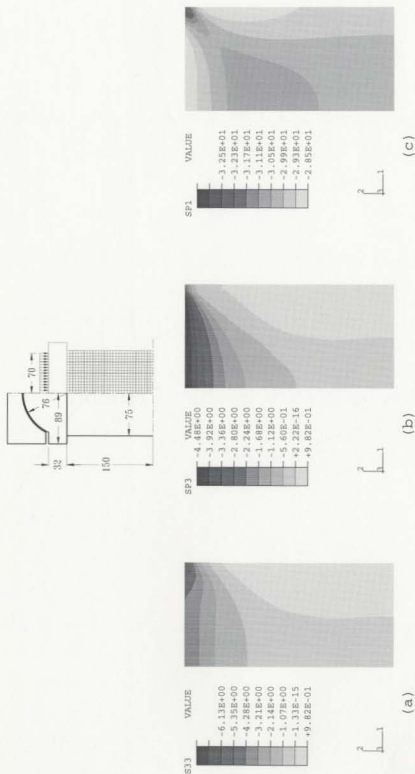 70
76
89
32
75
150
S33 VALUE
-6.13E+00
-5.35E+00
-4.28E+00
-3.21E+00
-2.14E+00
-1.07E+00
-1.33E-15
+9.82E-01
2
3 1
(a)
SP3 VALUE
-4.48E+00
-3.92E+00
-3.36E+00
-2.80E+00
-2.24E+00
-1.68E+00
-1.12E+00
-5.60E-01
+2.22E-16
+9.82E-01
2
3 1
(b)
SP1 VALUE
-3.25E+01
-3.23E+01
-3.17E+01
-3.11E+01
-3.05E+01
-2.99E+01
-2.93E+01
-2.85E+01
2
3 1
(c)